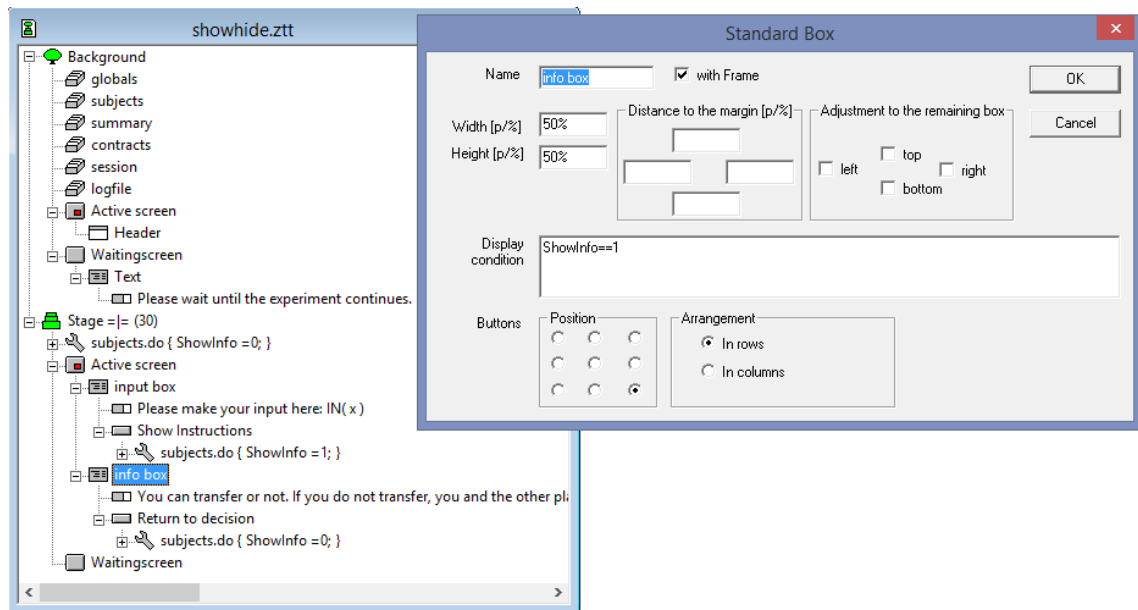 showhide.ztt
Background
globals
subjects
summary
contracts
session
logfile
Active screen
Header
Waitingscreen
Text
Please wait until the experiment continues.
Stage =|= (30)
subjects.do { ShowInfo =0; }
Active screen
input box
Please make your input here: IN( x )
Show Instructions
subjects.do { ShowInfo =1; }
info box
You can transfer or not. If you do not transfer, you and the other
Return to decision
subjects.do { ShowInfo =0; }
Waitingscreen
Standard Box
Name info box with Frame OK
Width [p/%] 50% Distance to the margin [p/%] Adjustment to the remaining box Cancel
Height [p/%] 50%
top
left right
bottom
Display condition ShowInfo==1
Buttons Position Arrangement
In rows
In columns